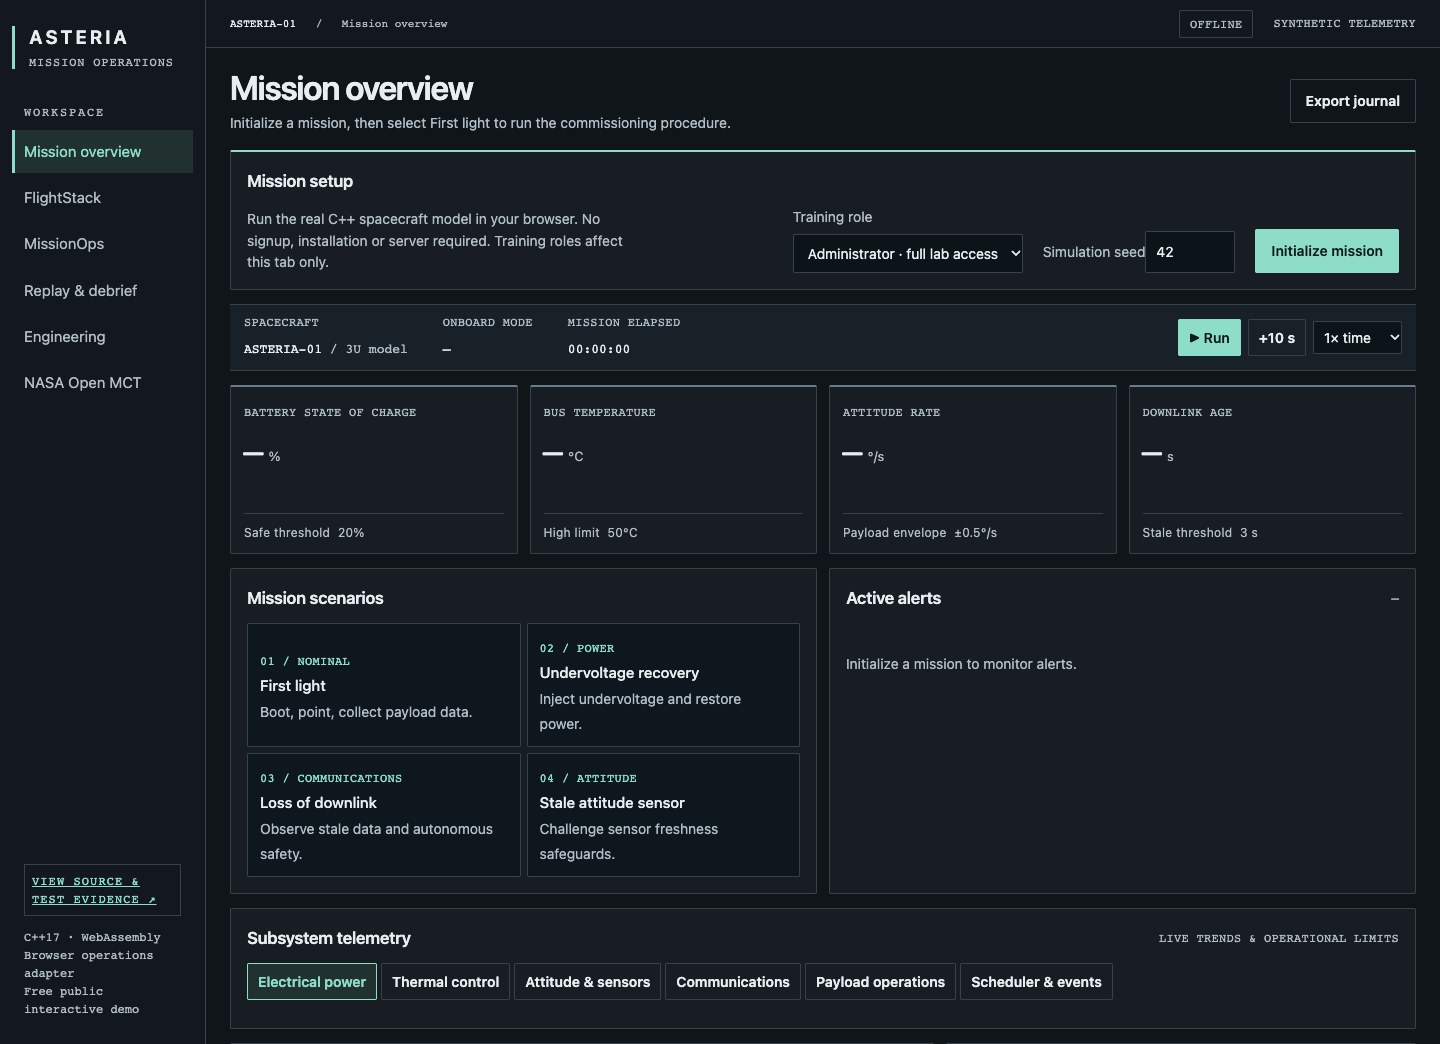 ASTERIA
MISSION OPERATIONS
WORKSPACE
Mission overview
FlightStack
MissionOps
Replay & debrief
Engineering
NASA Open MCT
VIEW SOURCE &
TEST EVIDENCE ↗
C++17 · WebAssembly
Browser operations
adapter
Free public
interactive demo
ASTERIA-01 / Mission overview
OFFLINE SYNTHETIC TELEMETRY
Mission overview
Initialize a mission, then select First light to run the commissioning procedure.
Export journal
Mission setup
Run the real C++ spacecraft model in your browser. No
signup, installation or server required. Training roles affect
this tab only.
Training role
Administrator · full lab access
Simulation seed 42
Initialize mission
SPACECRAFT
ASTERIA-01 / 3U model
ONBOARD MODE
—
MISSION ELAPSED
00:00:00
▶ Run
+10 s
1× time
BATTERY STATE OF CHARGE
— %
Safe threshold 20%
BUS TEMPERATURE
— °C
High limit 50°C
ATTITUDE RATE
— °/s
Payload envelope ±0.5°/s
DOWNLINK AGE
— s
Stale threshold 3 s
Mission scenarios
01 / NOMINAL
First light
Boot, point, collect payload data.
02 / POWER
Undervoltage recovery
Inject undervoltage and restore
power.
03 / COMMUNICATIONS
Loss of downlink
Observe stale data and autonomous
safety.
04 / ATTITUDE
Stale attitude sensor
Challenge sensor freshness
safeguards.
Active alerts
—
Initialize a mission to monitor alerts.
Subsystem telemetry
LIVE TRENDS & OPERATIONAL LIMITS
Electrical power
Thermal control
Attitude & sensors
Communications
Payload operations
Scheduler & events